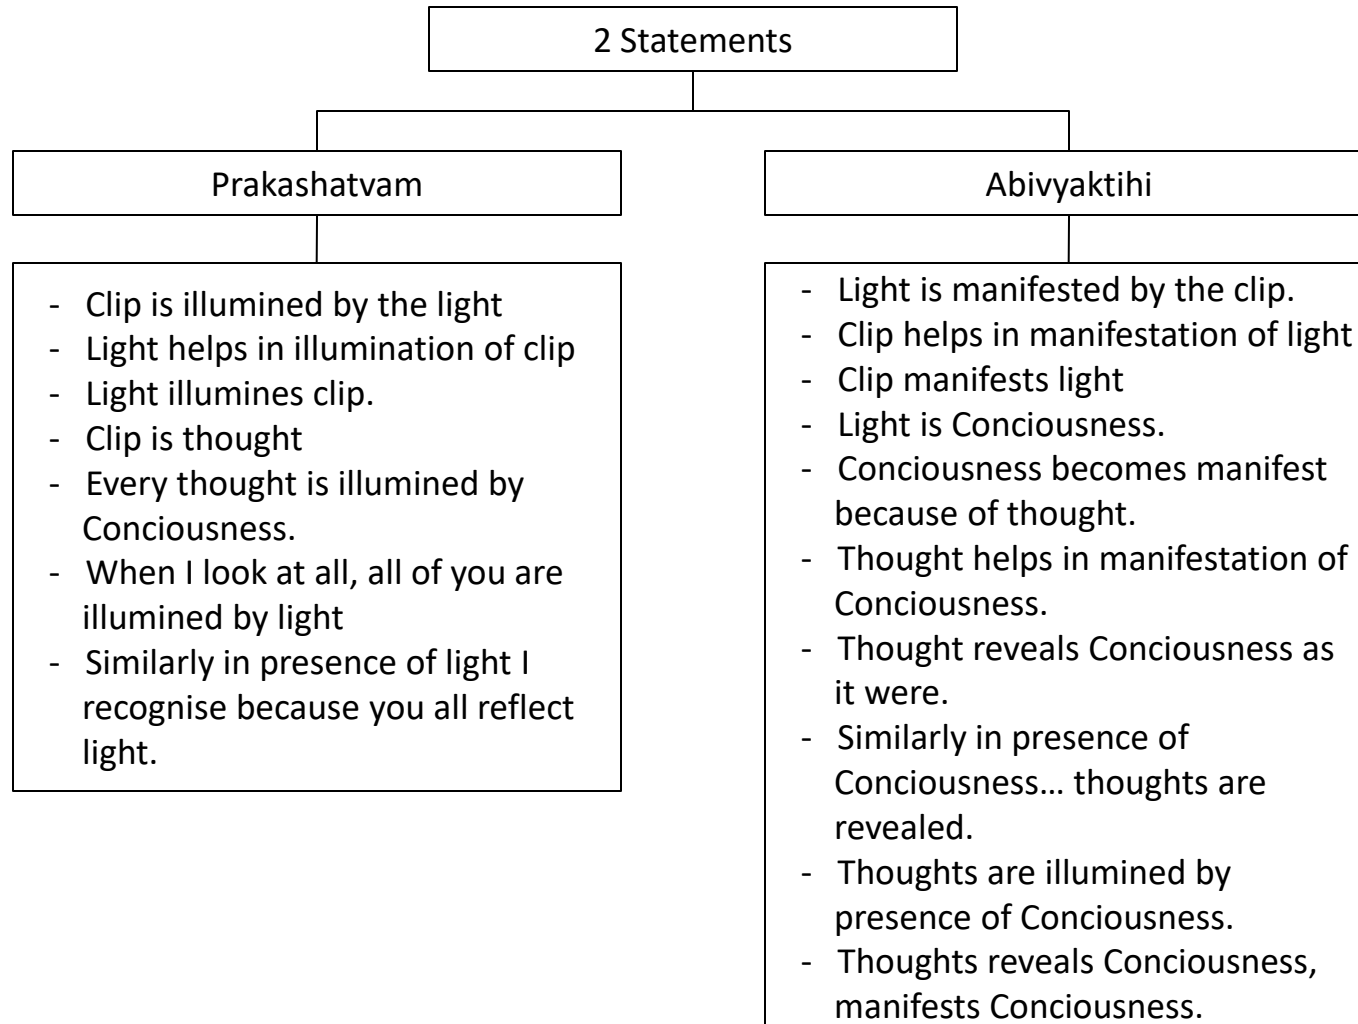 2 Statements
Prakashatvam
- Clip is illumined by the light
- Light helps in illumination of clip
- Light illumines clip.
- Clip is thought
- Every thought is illumined by
Conciousness.
- When I look at all, all of you are
illumined by light
- Similarly in presence of light I
recognise because you all reflect
light.
Abivyaktihi
- Light is manifested by the clip.
- Clip helps in manifestation of light
- Clip manifests light
- Light is Conciousness.
- Conciousness becomes manifest
because of thought.
- Thought helps in manifestation of
Conciousness.
- Thought reveals Conciousness as
it were.
- Similarly in presence of
Conciousness… thoughts are
revealed.
- Thoughts are illumined by
presence of Conciousness.
- Thoughts reveals Conciousness,
manifests Conciousness.